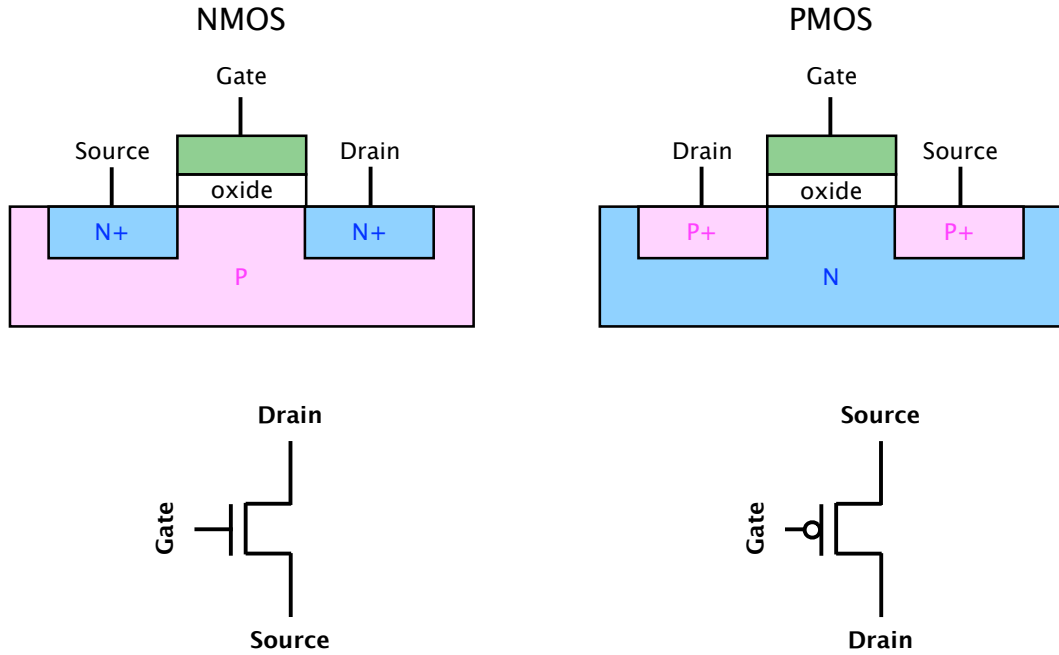 NMOS
PMOS
Gate
Gate
Source
Drain
Drain
Source
oxide
oxide
N+
N+
P+
P+
P
N
Drain
Source
Gate
Gate
Source
Drain